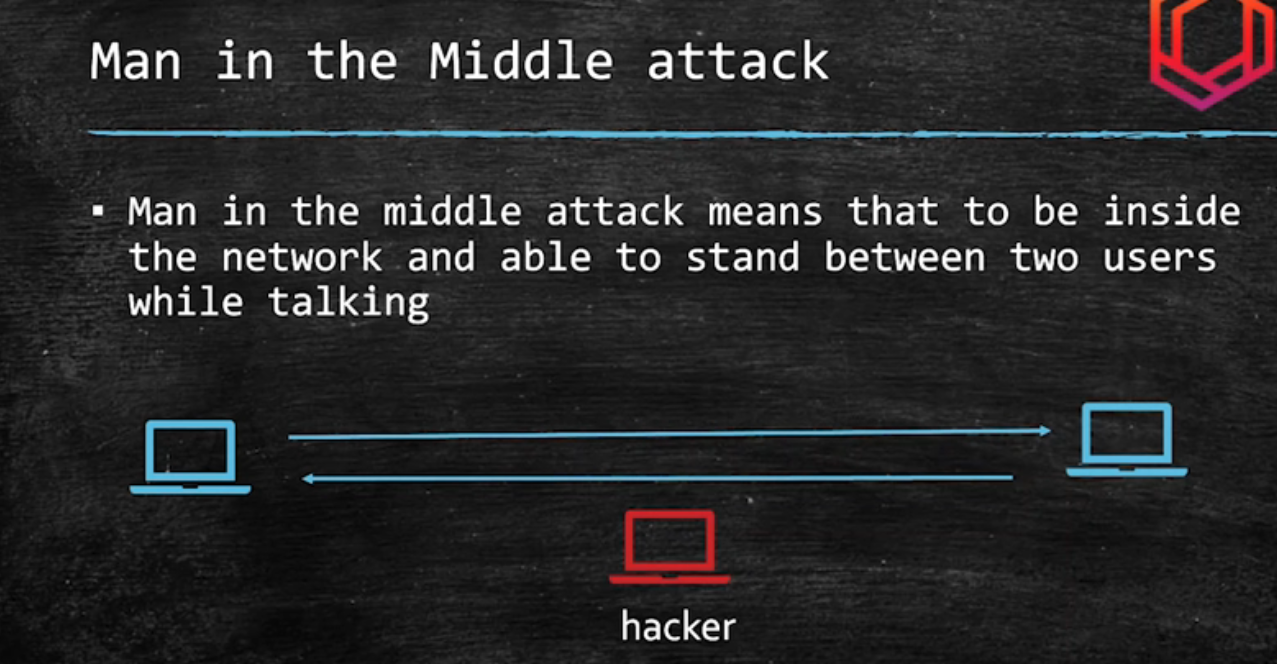 Man in the Middle attack
▪ Man in the middle attack means that to be inside
the network and able to stand between two users
while talking
hacker